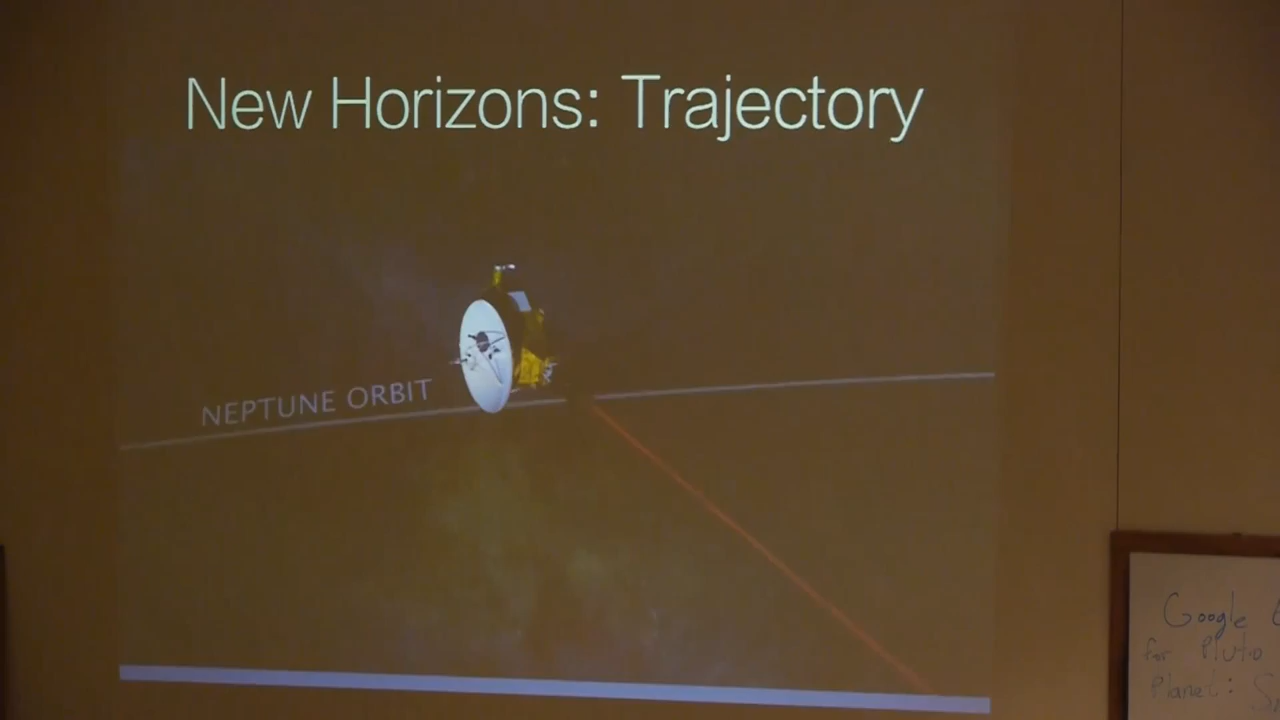 New Horizons: Trajectory
NEPTUNE ORBIT
Google
for Pluto
Planet: